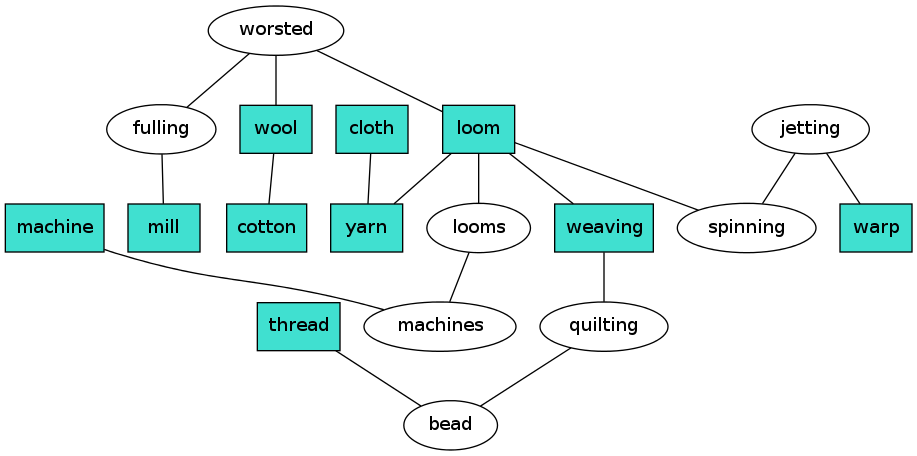 worsted
fulling
wool
cloth
loom
jetting
machine
mill
cotton
yarn
looms
weaving
spinning
warp
thread
machines
quilting
bead